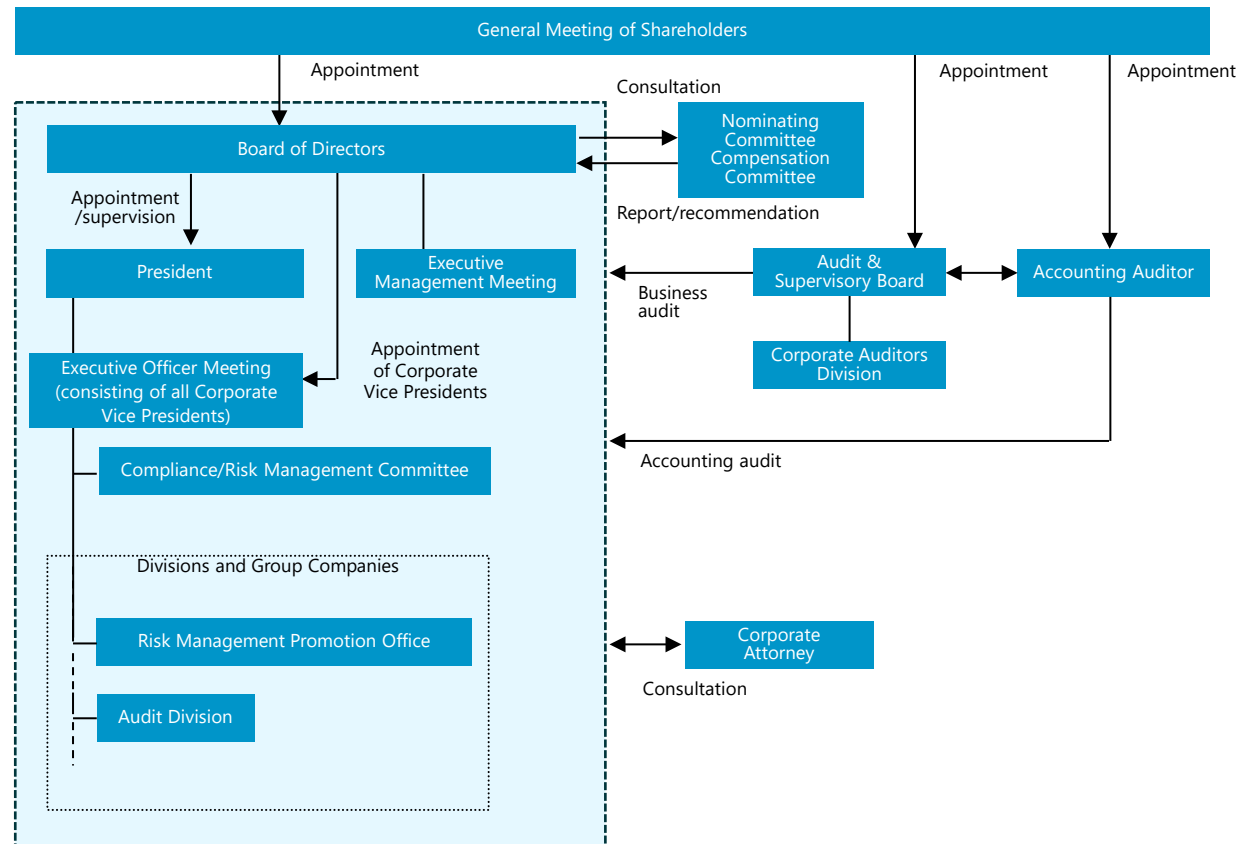 General Meeting of Shareholders
Appointment
Appointment
Appointment
Consultation
Nominating
Committee
Compensation
Committee
Board of Directors
Appointment
/supervision
Report/recommendation
President
Executive
Management Meeting
Audit &
Supervisory Board
Accounting Auditor
Business
audit
Executive Officer Meeting
(consisting of all Corporate
Vice Presidents)
Appointment
of Corporate
Vice Presidents
Corporate Auditors
Division
Compliance/Risk Management Committee
Accounting audit
Divisions and Group Companies
Risk Management Promotion Office
Corporate
Attorney
Consultation
Audit Division